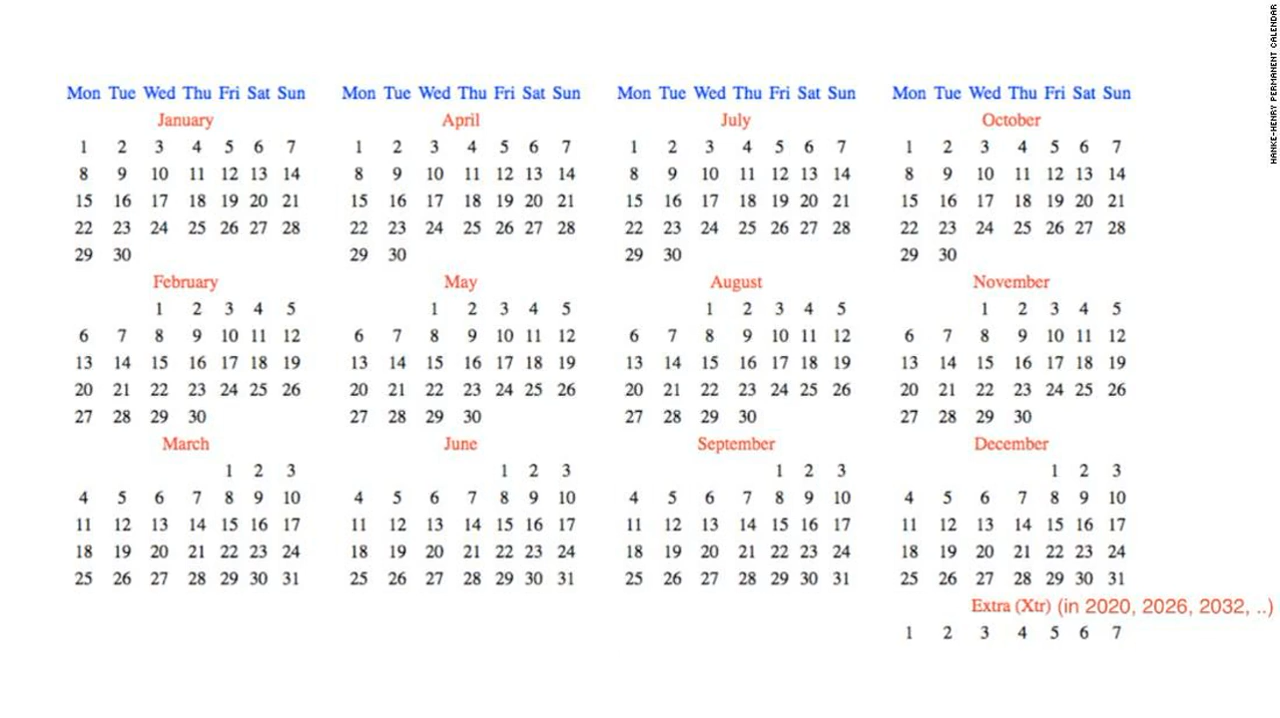 HANKE-HENRY PERMANENT CALENDAR
Mon Tue Wed Thu Fri Sat Sun
January
1 2 3 4 5 6 7
8 9 10 11 12 13 14
15 16 17 18 19 20 21
22 23 24 25 26 27 28
29 30
February
1 2 3 4 5
6 7 8 9 10 11 12
13 14 15 16 17 18 19
20 21 22 23 24 25 26
27 28 29 30
March
1 2 3
4 5 6 7 8 9 10
11 12 13 14 15 16 17
18 19 20 21 22 23 24
25 26 27 28 29 30 31
Mon Tue Wed Thu Fri Sat Sun
April
1 2 3 4 5 6 7
8 9 10 11 12 13 14
15 16 17 18 19 20 21
22 23 24 25 26 27 28
29 30
May
1 2 3 4 5
6 7 8 9 10 11 12
13 14 15 16 17 18 19
20 21 22 23 24 25 26
27 28 29 30
June
1 2 3
4 5 6 7 8 9 10
11 12 13 14 15 16 17
18 19 20 21 22 23 24
25 26 27 28 29 30 31
Mon Tue Wed Thu Fri Sat Sun
July
1 2 3 4 5 6 7
8 9 10 11 12 13 14
15 16 17 18 19 20 21
22 23 24 25 26 27 28
29 30
August
1 2 3 4 5
6 7 8 9 10 11 12
13 14 15 16 17 18 19
20 21 22 23 24 25 26
27 28 29 30
September
1 2 3
4 5 6 7 8 9 10
11 12 13 14 15 16 17
18 19 20 21 22 23 24
25 26 27 28 29 30 31
Mon Tue Wed Thu Fri Sat Sun
October
1 2 3 4 5 6 7
8 9 10 11 12 13 14
15 16 17 18 19 20 21
22 23 24 25 26 27 28
29 30
November
1 2 3 4 5
6 7 8 9 10 11 12
13 14 15 16 17 18 19
20 21 22 23 24 25 26
27 28 29 30
December
1 2 3
4 5 6 7 8 9 10
11 12 13 14 15 16 17
18 19 20 21 22 23 24
25 26 27 28 29 30 31
Extra (Xtr) (in 2020, 2026, 2032, ..)
1 2 3 4 5 6 7